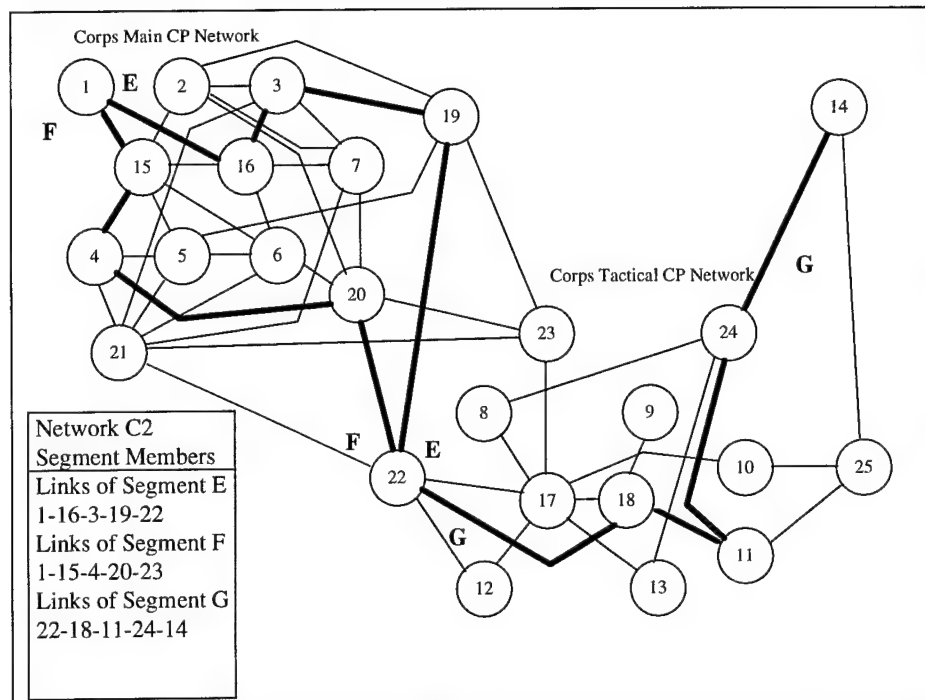 Corps Main CP Network
1
E
2
3
19
14
F
15
16
7
4
5
6
G
Corps Tactical CP Network
20
24
21
23
8
9
Network C2
Segment Members
F
E
10
25
Links of Segment E
22
17
18
1-16-3-19-22
G
11
Links of Segment F
12
13
1-15-4-20-23
Links of Segment G
22-18-11-24-14